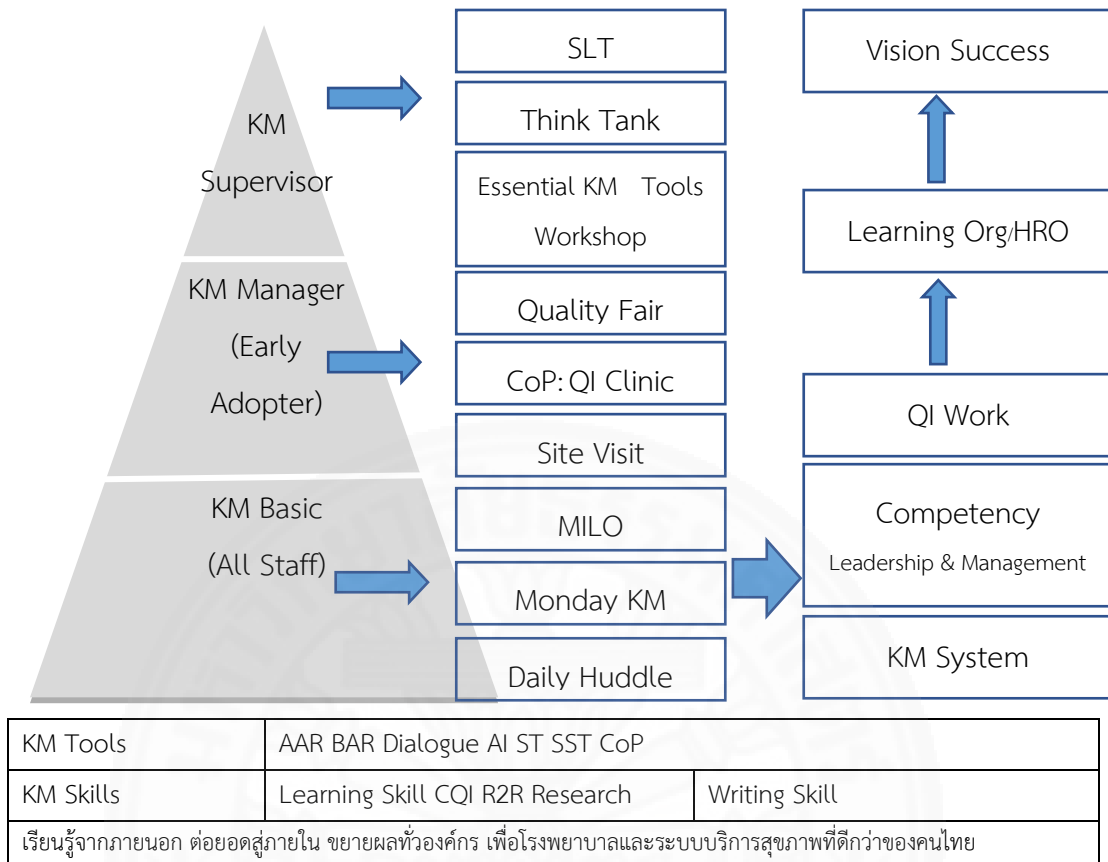 KM
Supervisor
KM Manager
(Early
Adopter)
KM Basic
(All Staff)
SLT
Think Tank
Essential KM Tools
Workshop
Quality Fair
CoP: QI Clinic
Site Visit
MILO
Monday KM
Daily Huddle
Vision Success
Learning Org/HRO
QI Work
Competency
Leadership & Management
KM System
KM Tools AAR BAR Dialogue AI ST SST CoP
KM Skills Learning Skill CQI R2R Research Writing Skill
เรียนรู้จากภายนอก ต่อยอดสู่ภายใน ขยายผลทั่วองค์กร เพื่อโรงพยาบาลและระบบบริการสุขภาพที่ดีกว่าของคนไทย